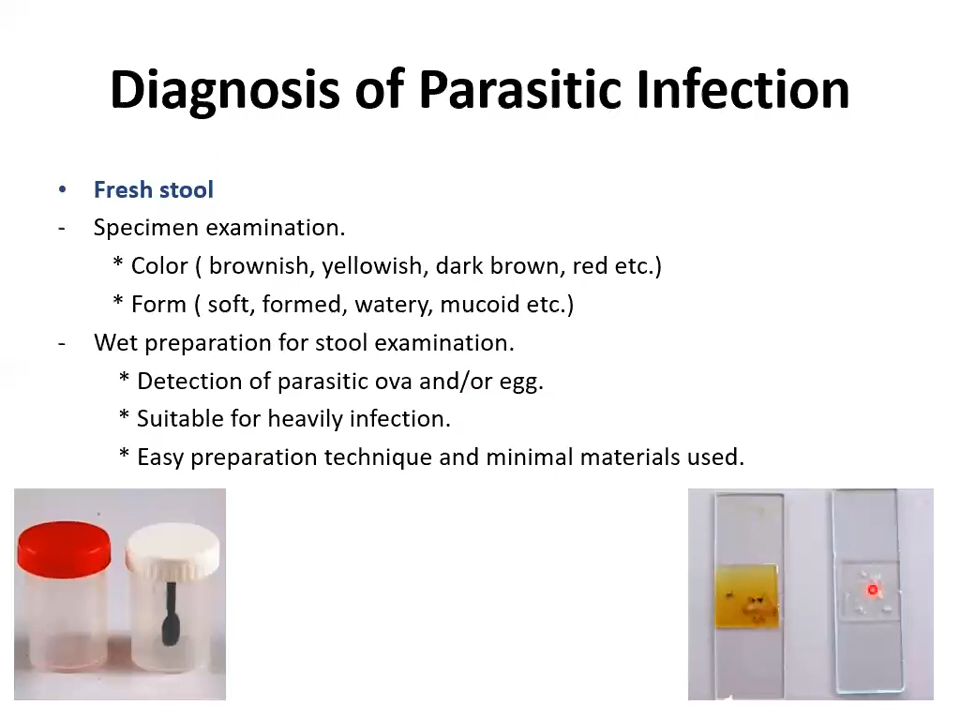 Diagnosis of Parasitic Infection
• Fresh stool
- Specimen examination.
* Color ( brownish, yellowish, dark brown, red etc.)
* Form ( soft, formed, watery, mucoid etc.)
- Wet preparation for stool examination.
* Detection of parasitic ova and/or egg.
* Suitable for heavily infection.
* Easy preparation technique and minimal materials used.